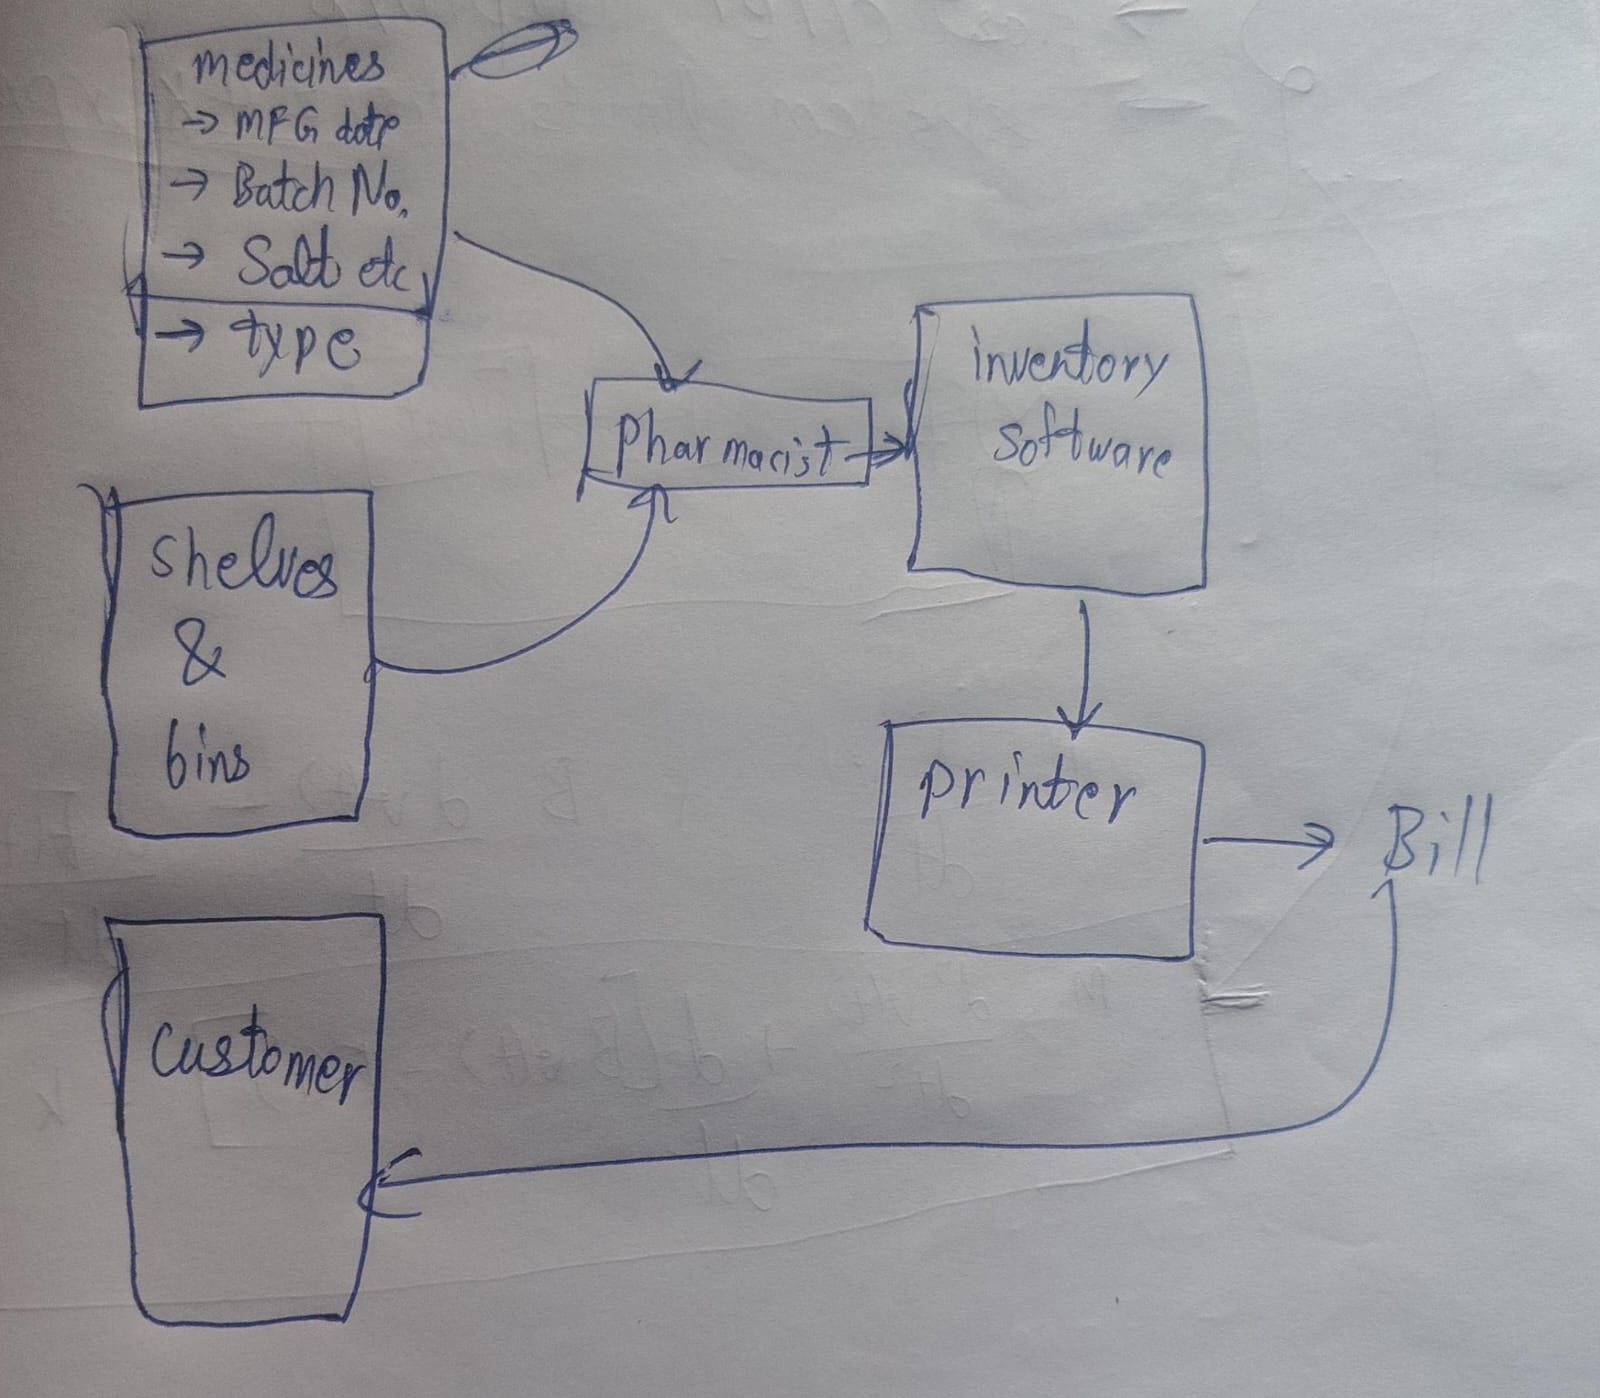 medicines
→ MFG date
→ Batch No.
→ Salt etc
→ type
Pharmacist
inventory
software
Shelves
&
bins
printer
Bill
Customer